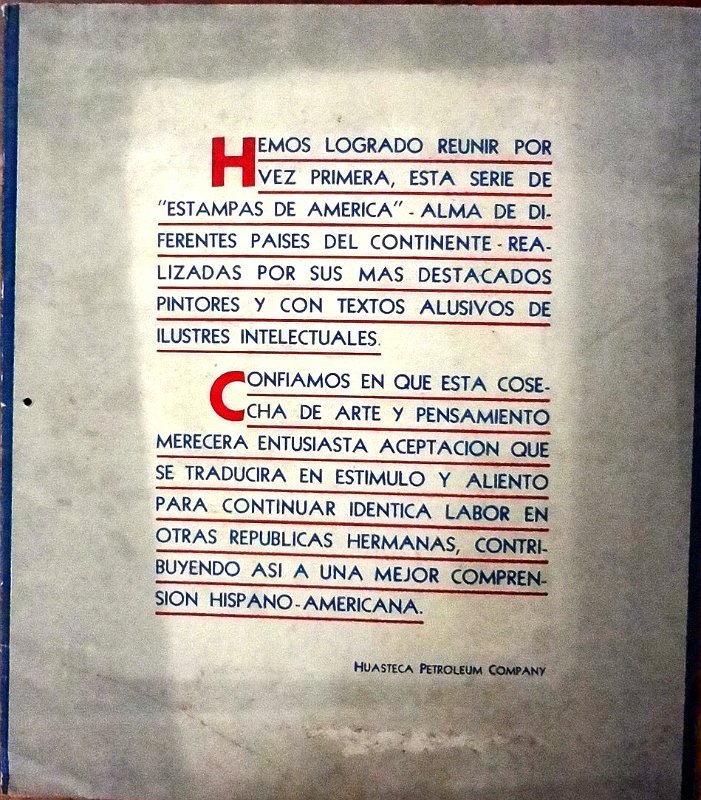 HEMOS LOGRADO REUNIR POR
VEZ PRIMERA, ESTA SERIE DE
"ESTAMPAS DE AMERICA" - ALMA DE DI-
FERENTES PAISES DEL CONTINENTE - REA-
LIZADAS POR SUS MAS DESTACADOS
PINTORES Y CON TEXTOS ALUSIVOS DE
ILUSTRES INTELECTUALES.
CONFIAMOS EN QUE ESTA COSE-
CHA DE ARTE Y PENSAMIENTO
MERECERA ENTUSIASTA ACEPTACION QUE
SE TRADUCIRA EN ESTIMULO Y ALIENTO
PARA CONTINUAR IDENTICA LABOR EN
OTRAS REPUBLICAS HERMANAS, CONTRI-
BUYENDO ASI A UNA MEJOR COMPREN-
SION HISPANO-AMERICANA.
HUASTECA PETROLEUM COMPANY